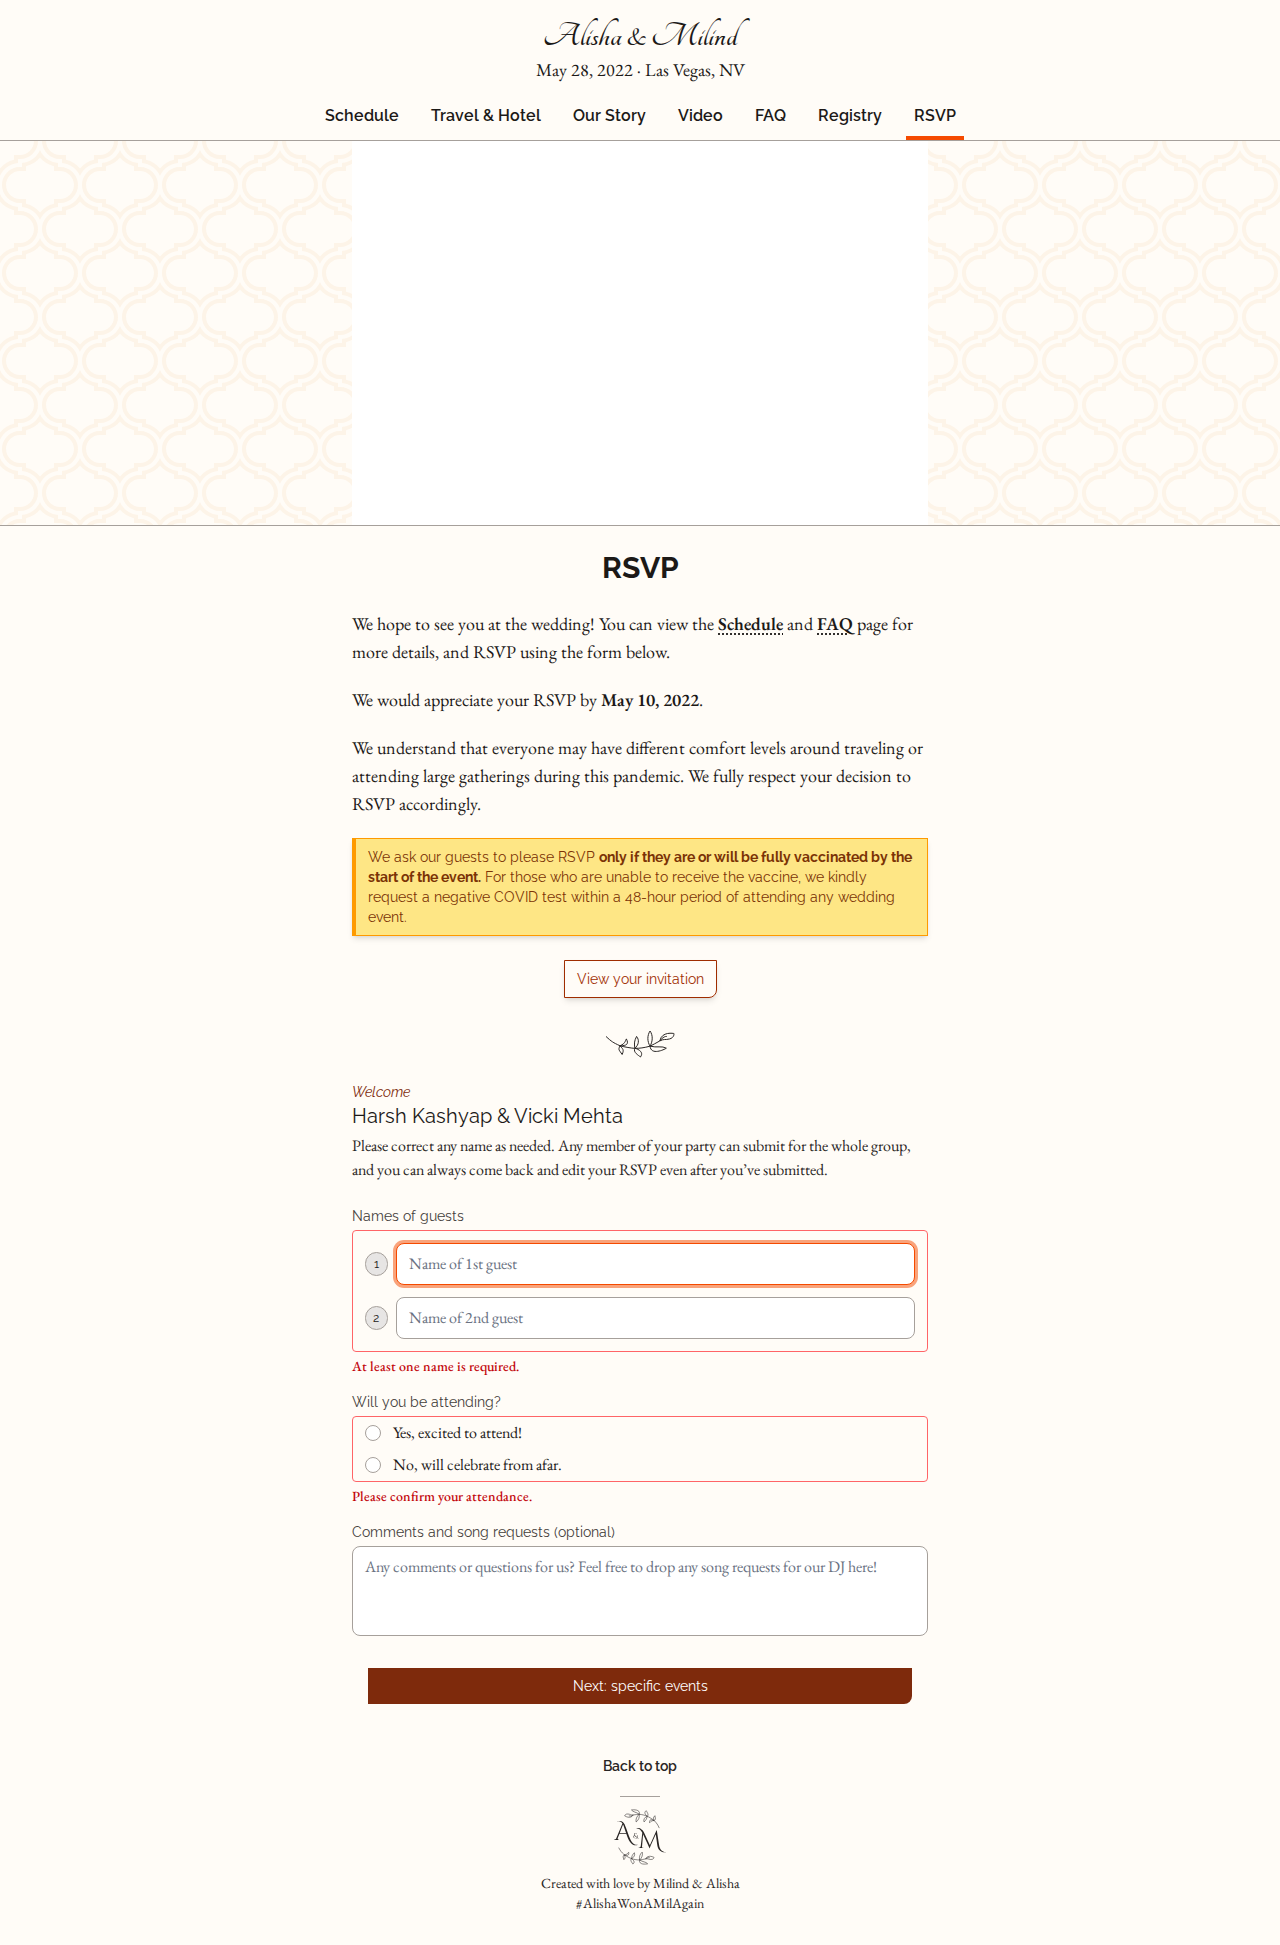 Alisha & Milind
May 28, 2022 · Las Vegas, NV
Schedule Travel & Hotel Our Story Video FAQ Registry RSVP
RSVP
We hope to see you at the wedding! You can view the Schedule and FAQ page for
more details, and RSVP using the form below.
We would appreciate your RSVP by May 10, 2022.
We understand that everyone may have different comfort levels around traveling or
attending large gatherings during this pandemic. We fully respect your decision to
RSVP accordingly.
We ask our guests to please RSVP only if they are or will be fully vaccinated by the
start of the event. For those who are unable to receive the vaccine, we kindly
request a negative COVID test within a 48-hour period of attending any wedding
event.
View your invitation
Welcome
Harsh Kashyap & Vicki Mehta
Please correct any name as needed. Any member of your party can submit for the whole group,
and you can always come back and edit your RSVP even after you’ve submitted.
Names of guests
1 Name of 1st guest
2 Name of 2nd guest
At least one name is required.
Will you be attending?
Yes, excited to attend!
No, will celebrate from afar.
Please confirm your attendance.
Comments and song requests (optional)
Any comments or questions for us? Feel free to drop any song requests for our DJ here!
Next: specific events
Back to top
A&M
Created with love by Milind & Alisha
#AlishaWonAMilAgain